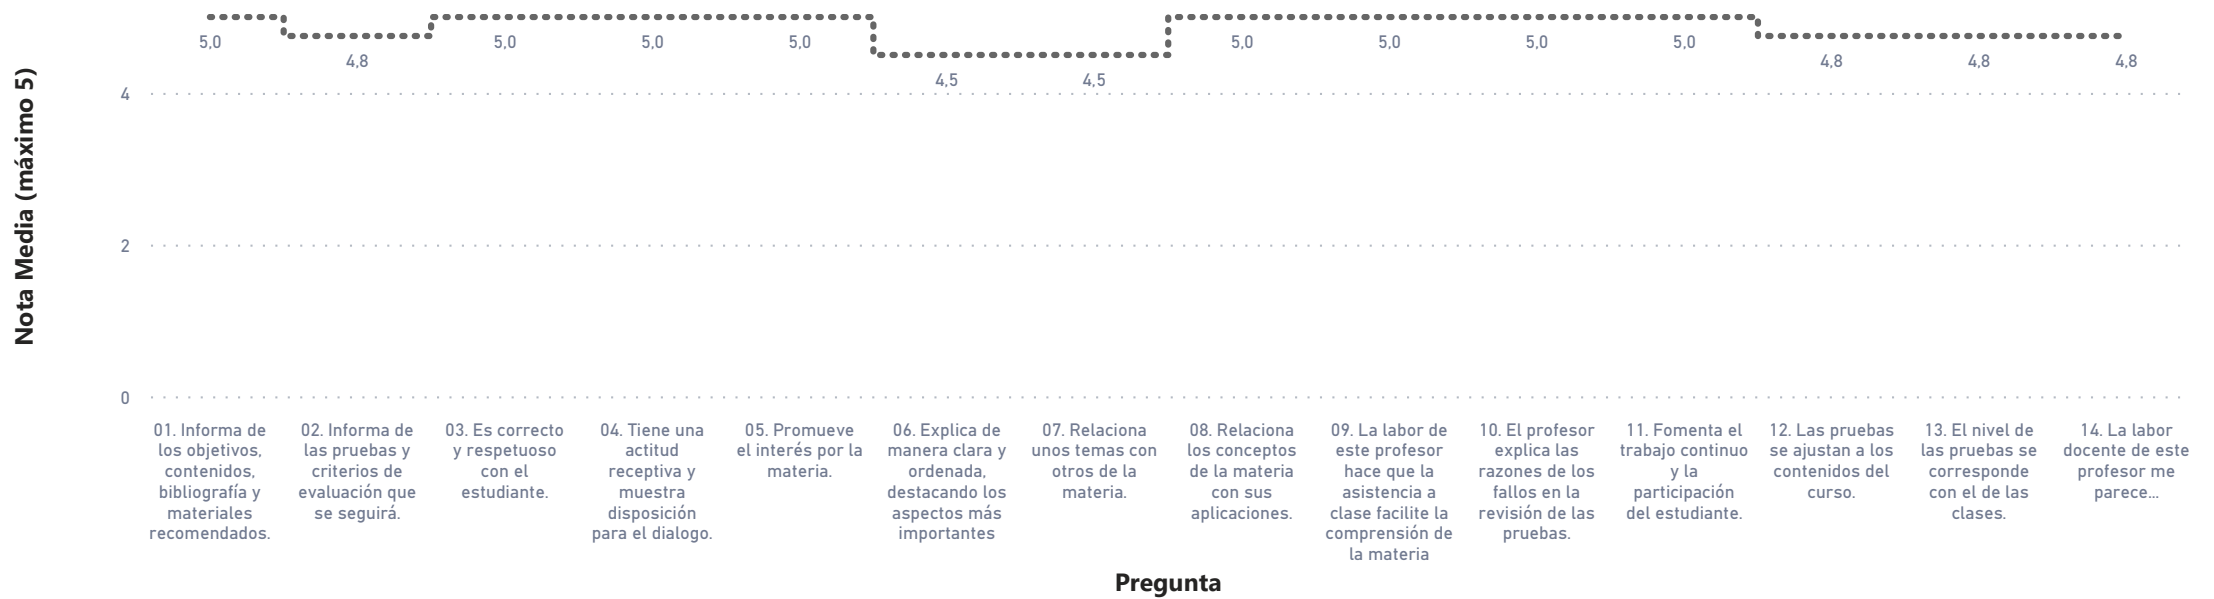 5,0
4,8
5,0
5,0
5,0
4,5
4,5
5,0
5,0
5,0
5,0
4,8
4,8
4,8
Nota Media (máximo 5)
4
2
0
01. Informa de
los objetivos,
contenidos,
bibliografía y
materiales
recomendados.
02. Informa de
las pruebas y
criterios de
evaluación que
se seguirá.
03. Es correcto
y respetuoso
con el
estudiante.
04. Tiene una
actitud
receptiva y
muestra
disposición
para el dialogo.
05. Promueve
el interés por la
materia.
06. Explica de
manera clara y
ordenada,
destacando los
aspectos más
importantes
07. Relaciona
unos temas con
otros de la
materia.
08. Relaciona
los conceptos
de la materia
con sus
aplicaciones.
09. La labor de
este profesor
hace que la
asistencia a
clase facilite la
comprensión de
la materia
10. El profesor
explica las
razones de los
fallos en la
revisión de las
pruebas.
11. Fomenta el
trabajo continuo
y la
participación
del estudiante.
12. Las pruebas
se ajustan a los
contenidos del
curso.
13. El nivel de
las pruebas se
corresponde
con el de las
clases.
14. La labor
docente de este
profesor me
parece...
Pregunta